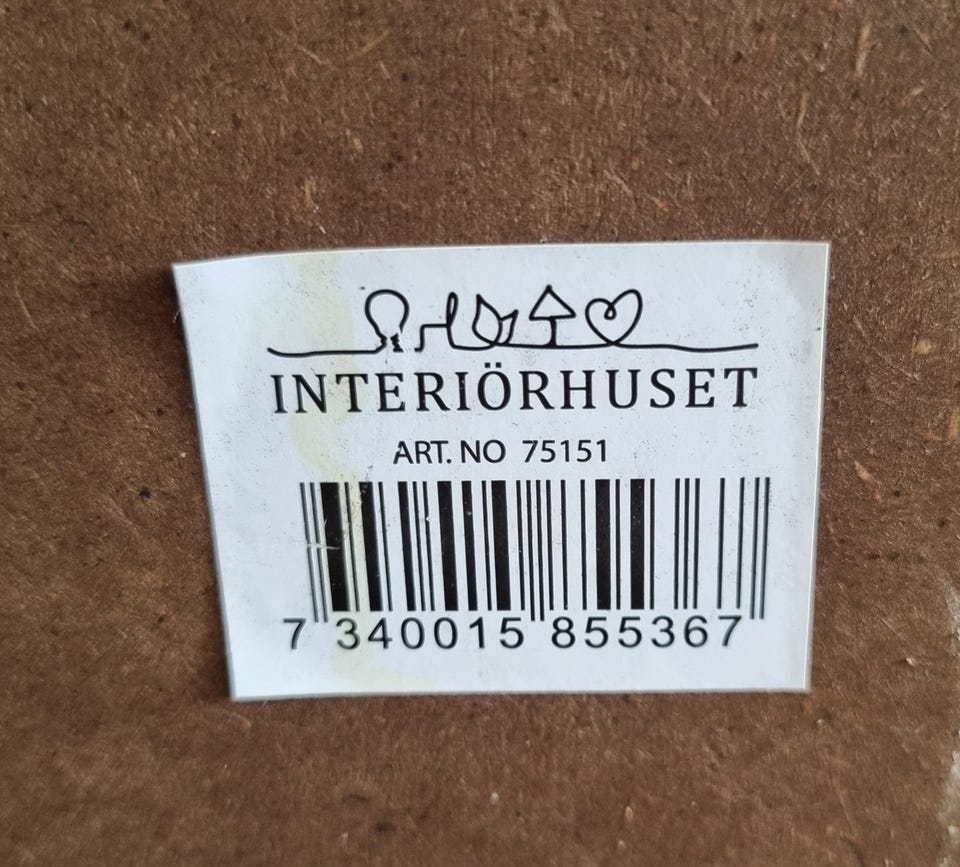 INTERIÖRHUSET
ART. NO 75151
7 340015 855367